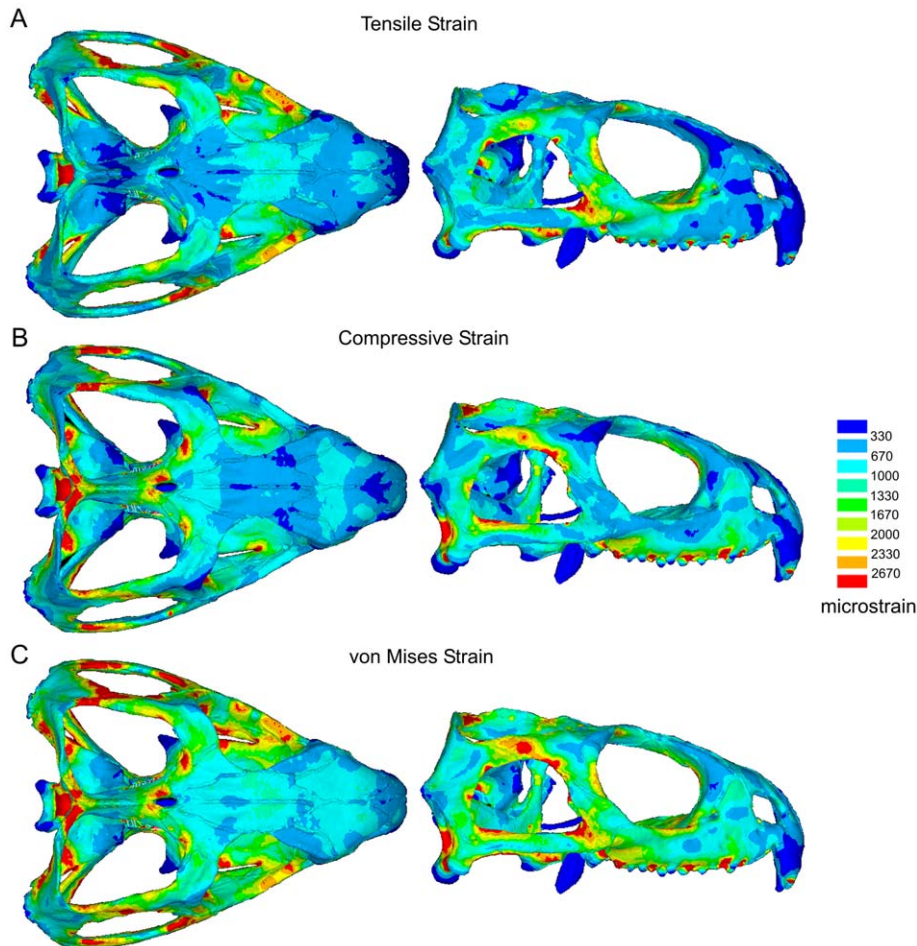 A
Tensile Strain
B
Compressive Strain
330
670
1000
1330
1670
2000
2330
2670
microstrain
C
von Mises Strain